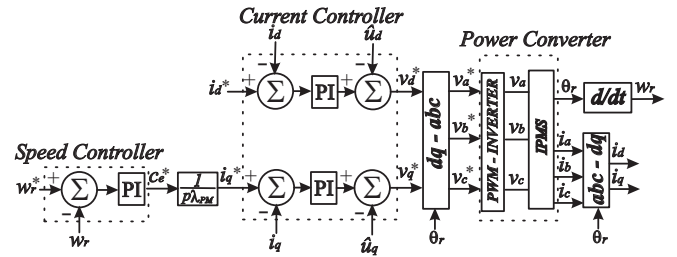 Current Controller
i_d û_d
Power Converter
i_d* + − Σ PI + − Σ v_d*
dq - abc
v_a* v_b* v_c*
PWM - INVERTER
v_a v_b v_c
IPMS
θ_r d/dt w_r
i_a i_b i_c
abc - dq
i_d
i_q
Speed Controller
w_r* + − Σ PI c_e* 1/pλ_PM i_q* + − Σ PI + − Σ v_q*
w_r i_q û_q θ_r θ_r